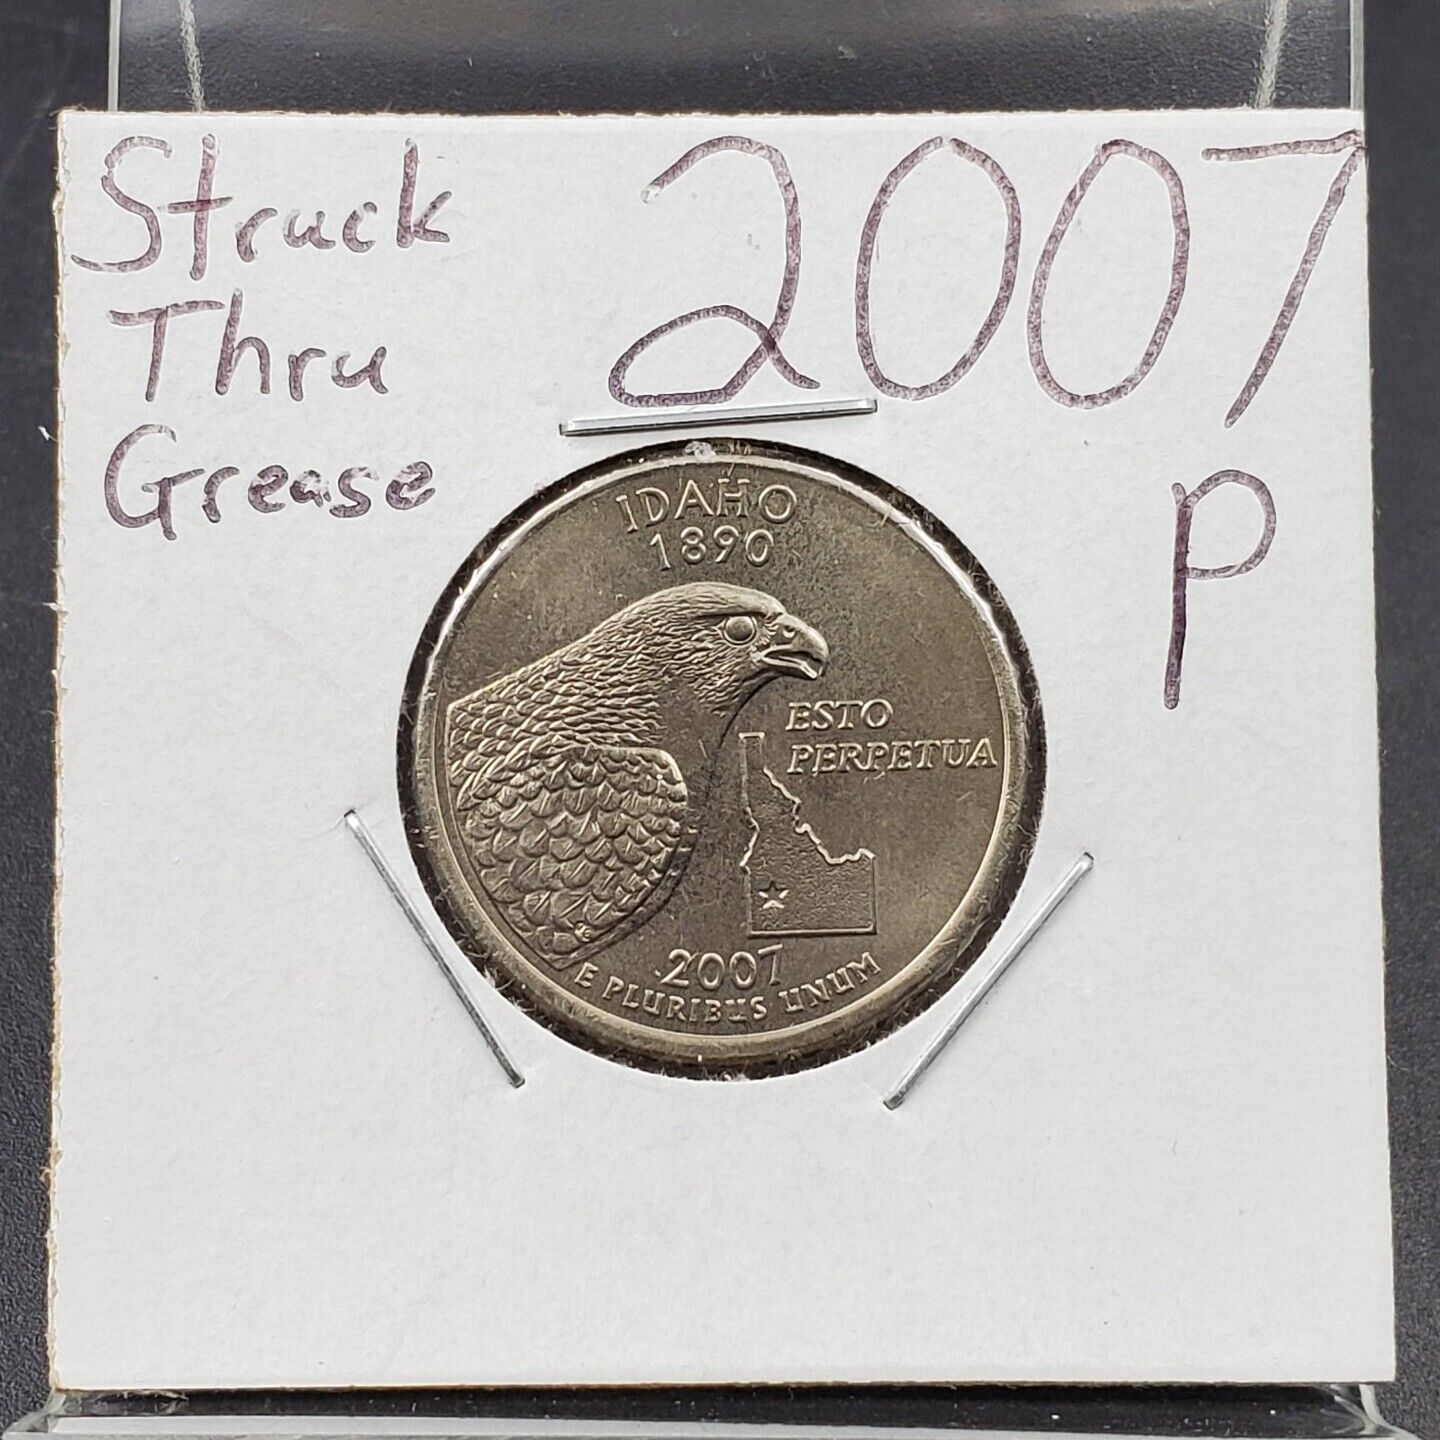 Struck
Thru
Grease
2007
P
IDAHO
1890
ESTO
PERPETUA
2007
E PLURIBUS UNUM